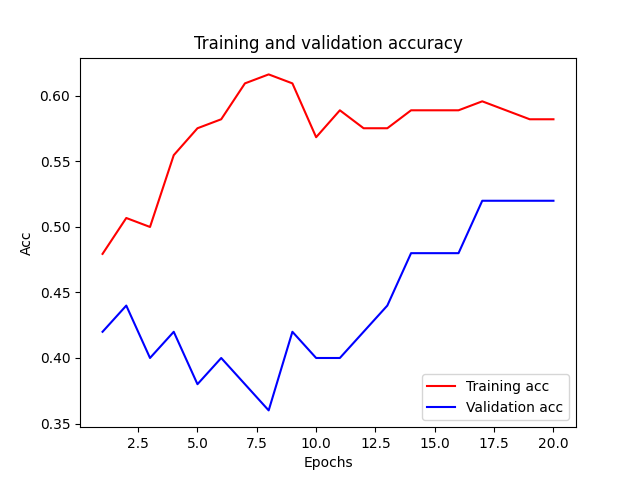 Training and validation accuracy
0.60
0.55
0.50
0.45
0.40
0.35
Acc
Training acc
Validation acc
2.5 5.0 7.5 10.0 12.5 15.0 17.5 20.0
Epochs